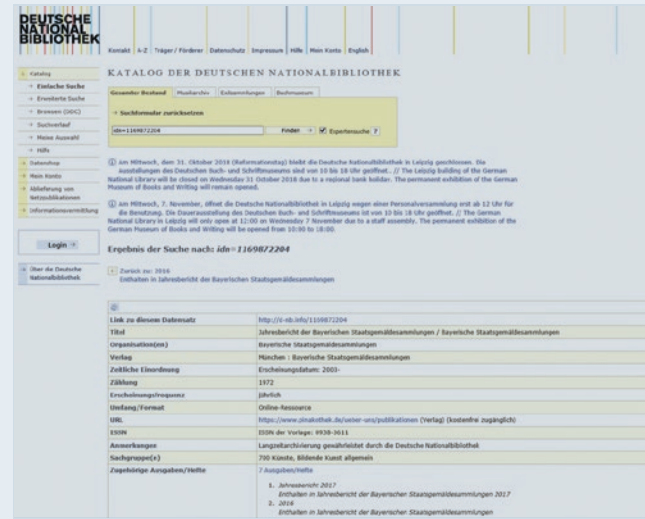 DEUTSCHE
NATIONAL
BIBLIOTHEK
Kontakt A-Z Träger / Förderer Datenschutz Impressum Hilfe Mein Konto English
Katalog
Einfache Suche
Erweiterte Suche
Browsen (DDC)
Suchverlauf
Meine Auswahl
Hilfe
Datenshop
Mein Konto
Ablieferung von
Netzpublikationen
Informationsvermittlung
Login
Über die Deutsche
Nationalbibliothek
KATALOG DER DEUTSCHEN NATIONALBIBLIOTHEK
Gesamter Bestand Musikarchiv Exilsammlungen Buchmuseum
Suchformular zurücksetzen
idn=1169872204 Finden Expertensuche ?
Am Mittwoch, dem 31. Oktober 2018 (Reformationstag) bleibt die Deutsche Nationalbibliothek in Leipzig geschlossen. Die
Ausstellungen des Deutschen Buch- und Schriftmuseums sind von 10 bis 18 Uhr geöffnet.. // The Leipzig building of the German
National Library will be closed on Wednesday 31 October 2018 due to a regional bank holiday. The permanent exhibition of the German
Museum of Books and Writing will remain opened.
Am Mittwoch, 7. November, öffnet die Deutsche Nationalbibliothek in Leipzig wegen einer Personalversammlung erst ab 12 Uhr für
die Benutzung. Die Dauerausstellung des Deutschen Buch- und Schriftmuseums ist von 10 bis 18 Uhr geöffnet. // The German
National Library in Leipzig will only open at 12:00 on Wednesday 7 November due to a staff assembly. The permanent exhibition of the
German Museum of Books and Writing will be opened from 10:00 to 18:00.
Ergebnis der Suche nach: idn=1169872204
Zurück zu: 2016
Enthalten in Jahresbericht der Bayerischen Staatsgemäldesammlungen
Link zu diesem Datensatz http://d-nb.info/1169872204
Titel Jahresbericht der Bayerischen Staatsgemäldesammlungen / Bayerische Staatsgemäldesammlungen
Organisation(en) Bayerische Staatsgemäldesammlungen
Verlag München : Bayerische Staatsgemäldesammlungen
Zeitliche Einordnung Erscheinungsdatum: 2003-
Zählung 1972
Erscheinungsfrequenz jährlich
Umfang/Format Online-Ressource
URL https://www.pinakothek.de/ueber-uns/publikationen (Verlag) (kostenfrei zugänglich)
ISSN ISSN der Vorlage: 0938-3611
Anmerkungen Langzeitarchivierung gewährleistet durch die Deutsche Nationalbibliothek
Sachgruppe(n) 700 Künste, Bildende Kunst allgemein
Zugehörige Ausgaben/Hefte 7 Ausgaben/Hefte
1. Jahresbericht 2017
Enthalten in Jahresbericht der Bayerischen Staatsgemäldesammlungen 2017
2. 2016
Enthalten in Jahresbericht der Bayerischen Staatsgemäldesammlungen